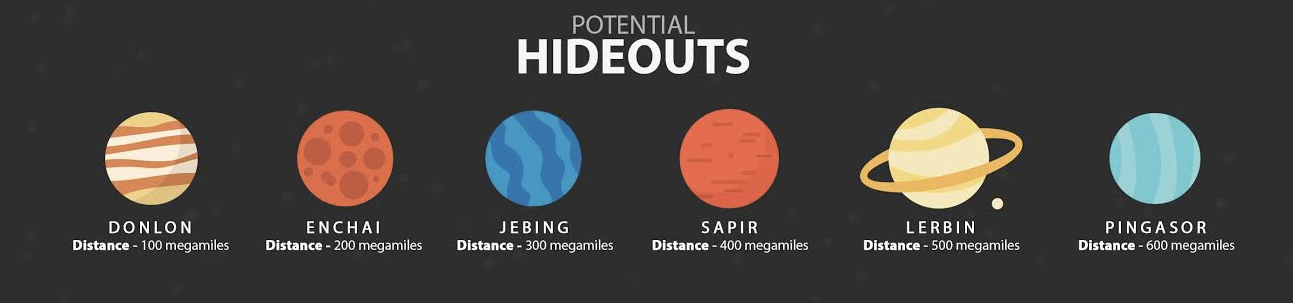 POTENTIAL
HIDEOUTS
DONLON
Distance - 100 megamiles
ENCHAI
Distance - 200 megamiles
JEBING
Distance - 300 megamiles
SAPIR
Distance - 400 megamiles
LERBIN
Distance - 500 megamiles
PINGASOR
Distance - 600 megamiles